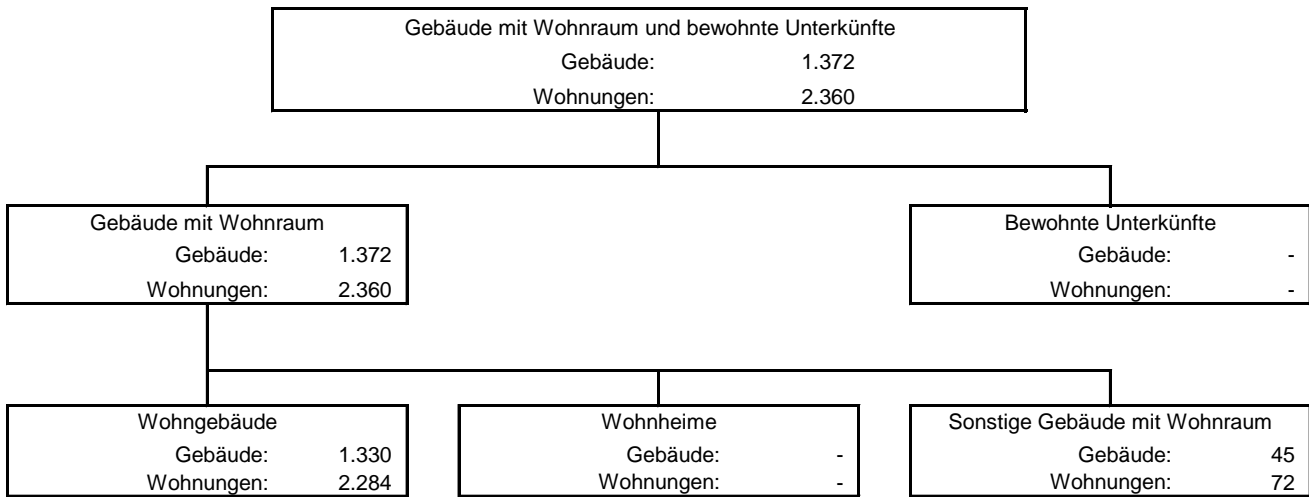 Gebäude mit Wohnraum und bewohnte Unterkünfte
Gebäude: 1.372
Wohnungen: 2.360
Gebäude mit Wohnraum
Gebäude: 1.372
Wohnungen: 2.360
Bewohnte Unterkünfte
Gebäude: -
Wohnungen: -
Wohngebäude
Gebäude: 1.330
Wohnungen: 2.284
Wohnheime
Gebäude: -
Wohnungen: -
Sonstige Gebäude mit Wohnraum
Gebäude: 45
Wohnungen: 72